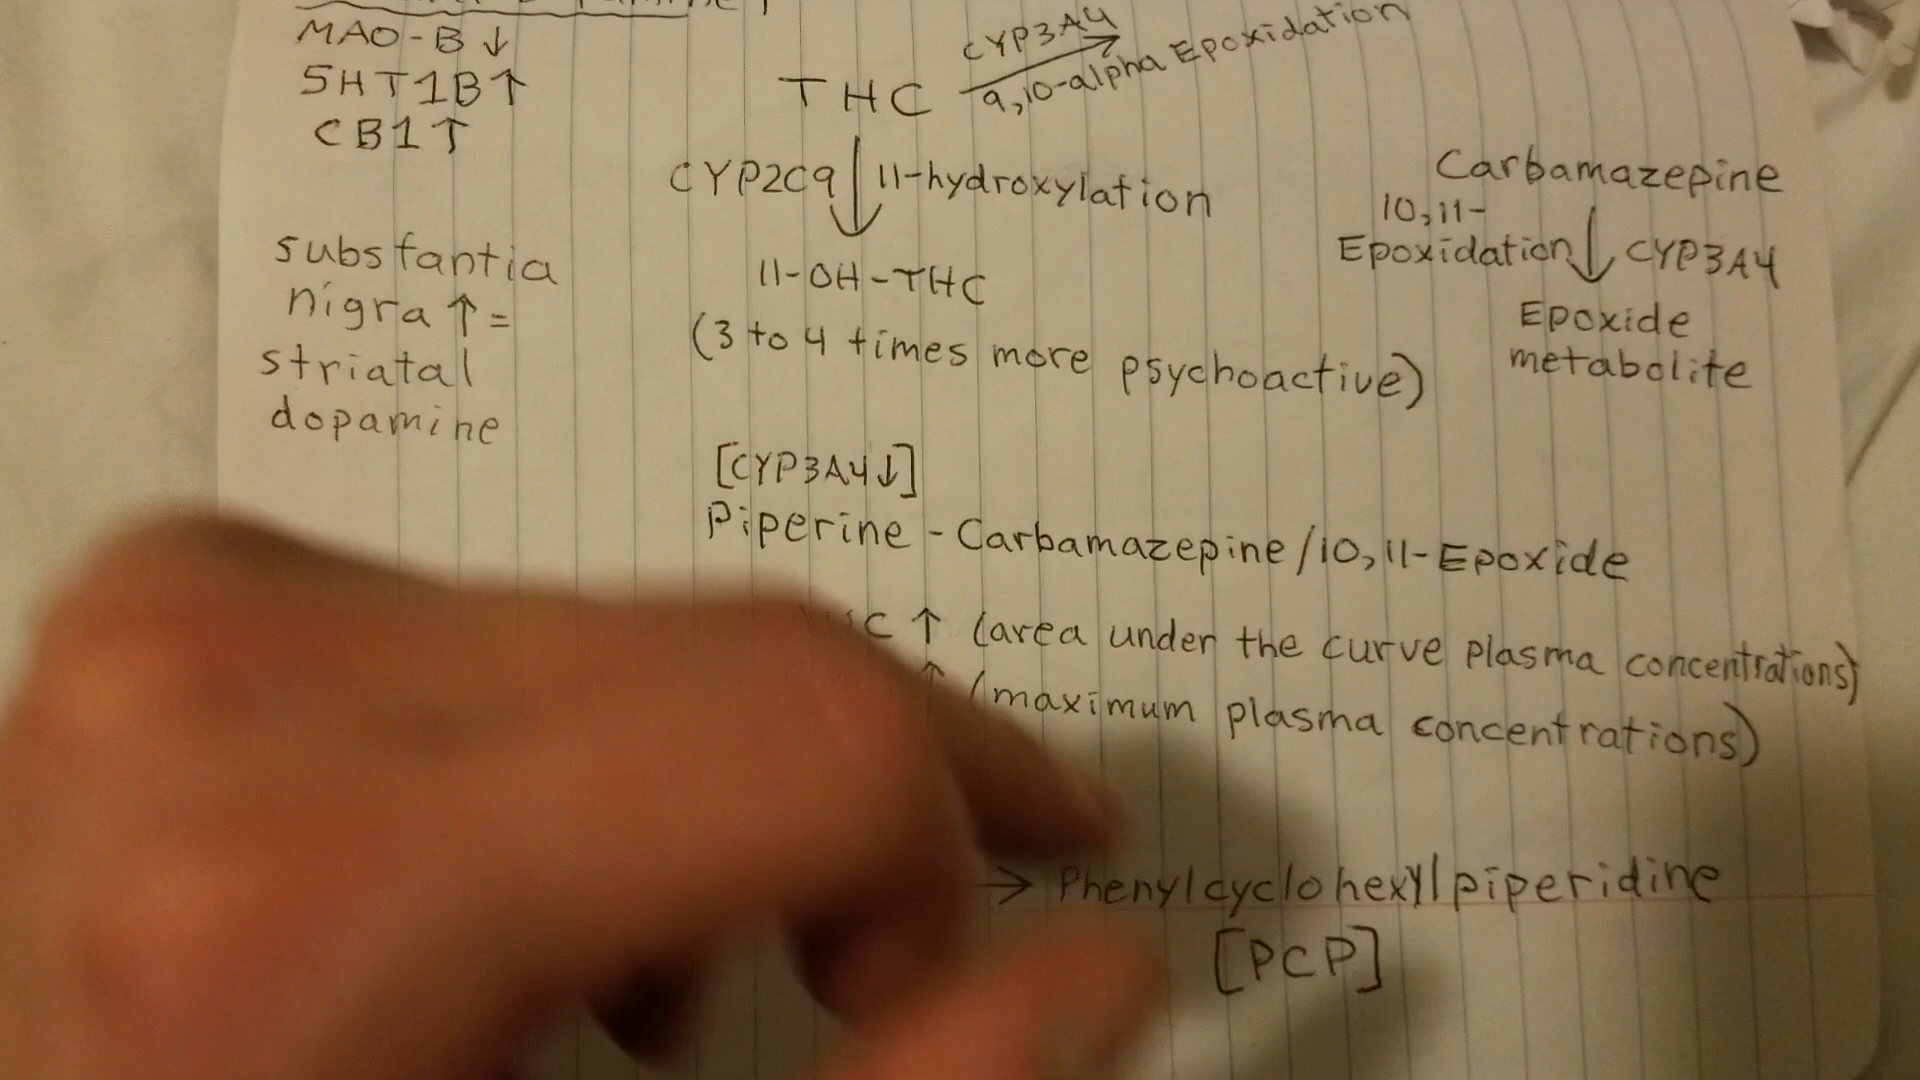 MAO-B ↓
5HT1B↑
CB1↑
substantia
nigra ↑ =
striatal
dopamine
THC
CYP3A4
9,10-alpha Epoxidation
CYP2C9 11-hydroxylation
11-OH-THC
(3 to 4 times more psychoactive)
Carbamazepine
10,11-
Epoxidation CYP3A4
Epoxide
metabolite
[CYP3A4↓]
Piperine - Carbamazepine/10,11-Epoxide
↑ (area under the curve plasma concentrations)
↑ (maximum plasma concentrations)
→ Phenylcyclohexylpiperidine
[PCP]